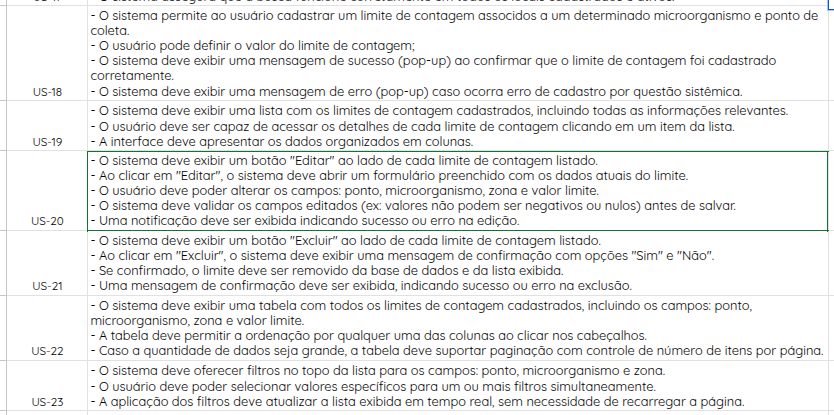 - O sistema permite ao usuário cadastrar um limite de contagem associados a um determinado microorganismo e ponto de
coleta.
- O usuário pode definir o valor do limite de contagem;
- O sistema deve exibir uma mensagem de sucesso (pop-up) ao confirmar que o limite de contagem foi cadastrado
corretamente.
US-18 - O sistema deve exibir uma mensagem de erro (pop-up) caso ocorra erro de cadastro por questão sistêmica.
- O sistema deve exibir uma lista com os limites de contagem cadastrados, incluindo todas as informações relevantes.
- O usuário deve ser capaz de acessar os detalhes de cada limite de contagem clicando em um item da lista.
US-19 - A interface deve apresentar os dados organizados em colunas.
- O sistema deve exibir um botão "Editar" ao lado de cada limite de contagem listado.
- Ao clicar em "Editar", o sistema deve abrir um formulário preenchido com os dados atuais do limite.
- O usuário deve poder alterar os campos: ponto, microorganismo, zona e valor limite.
- O sistema deve validar os campos editados (ex: valores não podem ser negativos ou nulos) antes de salvar.
US-20 - Uma notificação deve ser exibida indicando sucesso ou erro na edição.
- O sistema deve exibir um botão "Excluir" ao lado de cada limite de contagem listado.
- Ao clicar em "Excluir", o sistema deve exibir uma mensagem de confirmação com opções "Sim" e "Não".
- Se confirmado, o limite deve ser removido da base de dados e da lista exibida.
US-21 - Uma mensagem de confirmação deve ser exibida, indicando sucesso ou erro na exclusão.
- O sistema deve exibir uma tabela com todos os limites de contagem cadastrados, incluindo os campos: ponto,
microorganismo, zona e valor limite.
- A tabela deve permitir a ordenação por qualquer uma das colunas ao clicar nos cabeçalhos.
US-22 - Caso a quantidade de dados seja grande, a tabela deve suportar paginação com controle de número de itens por página.
- O sistema deve oferecer filtros no topo da lista para os campos: ponto, microorganismo e zona.
- O usuário deve poder selecionar valores específicos para um ou mais filtros simultaneamente.
US-23 - A aplicação dos filtros deve atualizar a lista exibida em tempo real, sem necessidade de recarregar a página.